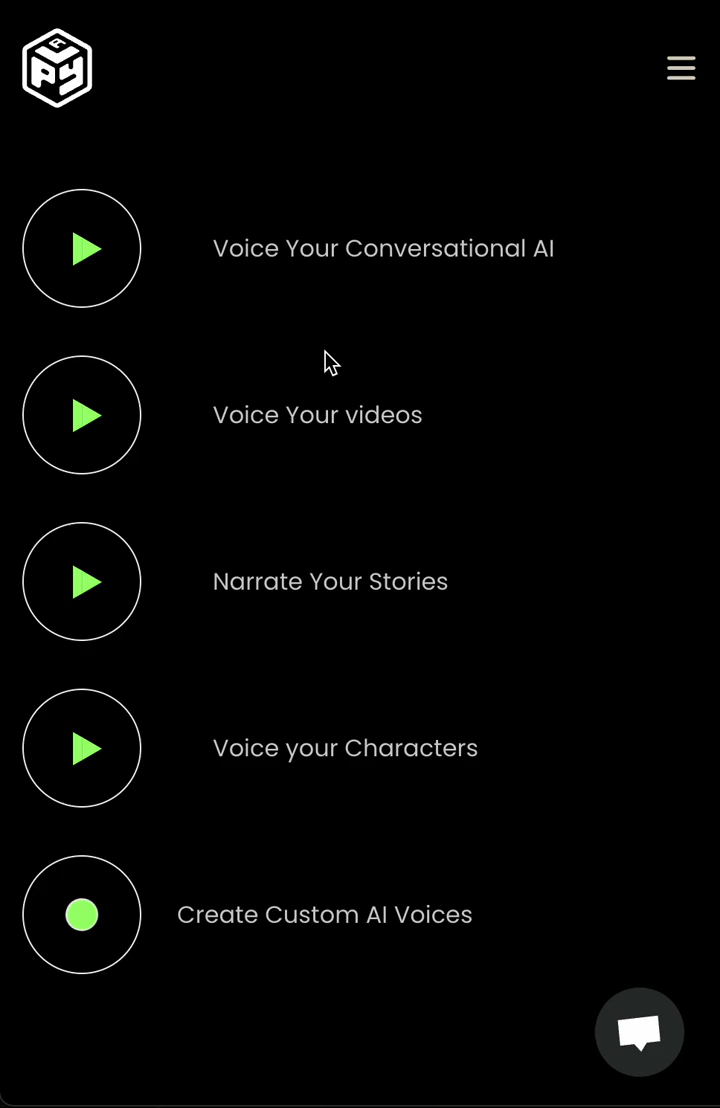 Voice Your Conversational AI
Voice Your videos
Narrate Your Stories
Voice your Characters
Create Custom AI Voices